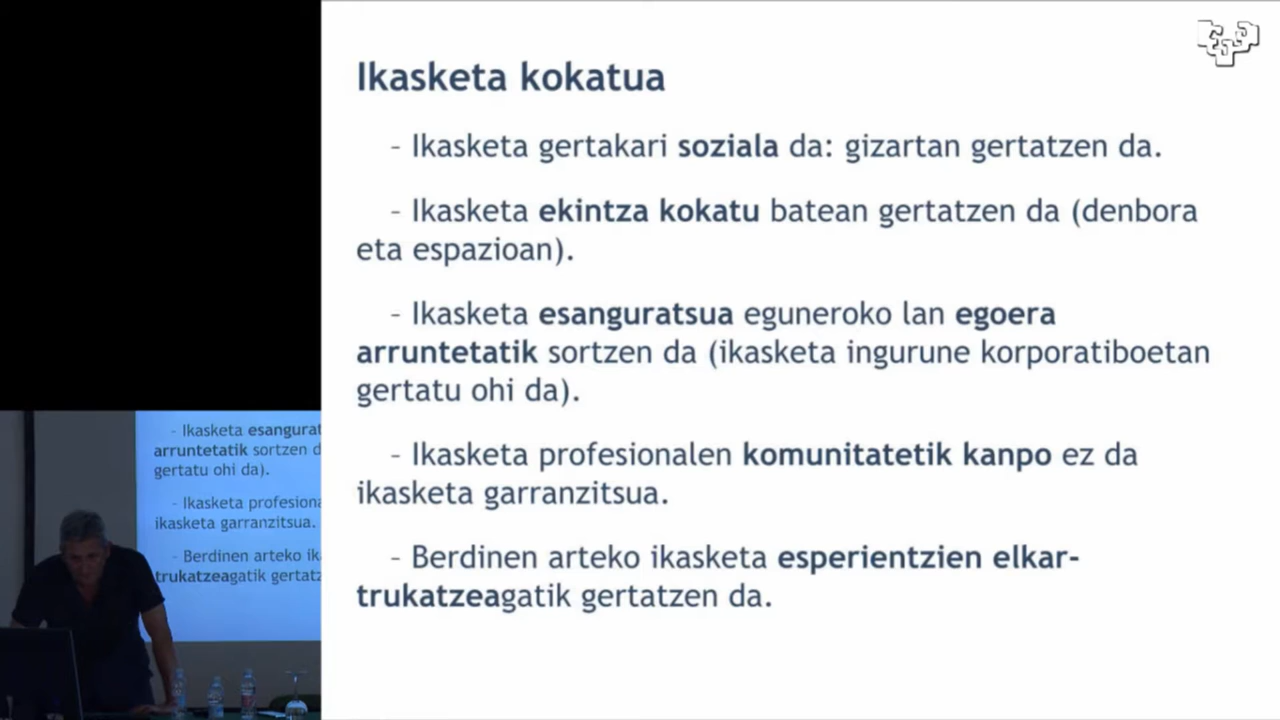 Ikasketa kokatua
- Ikasketa gertakari soziala da: gizartan gertatzen da.
- Ikasketa ekintza kokatu batean gertatzen da (denbora
eta espazioan).
- Ikasketa esanguratsua eguneroko lan egoera
arruntetatik sortzen da (ikasketa ingurune korporatiboetan
gertatu ohi da).
- Ikasketa profesionalen komunitatetik kanpo ez da
ikasketa garranzitsua.
- Berdinen arteko ikasketa esperientzien elkar-
trukatzeagatik gertatzen da.
- Ikasketa esangurat
arruntetatik sortzen d
gertatu ohi da).
- Ikasketa profesiona
ikasketa garranzitsua.
- Berdinen arteko ik
trukatzeagatik gertatz